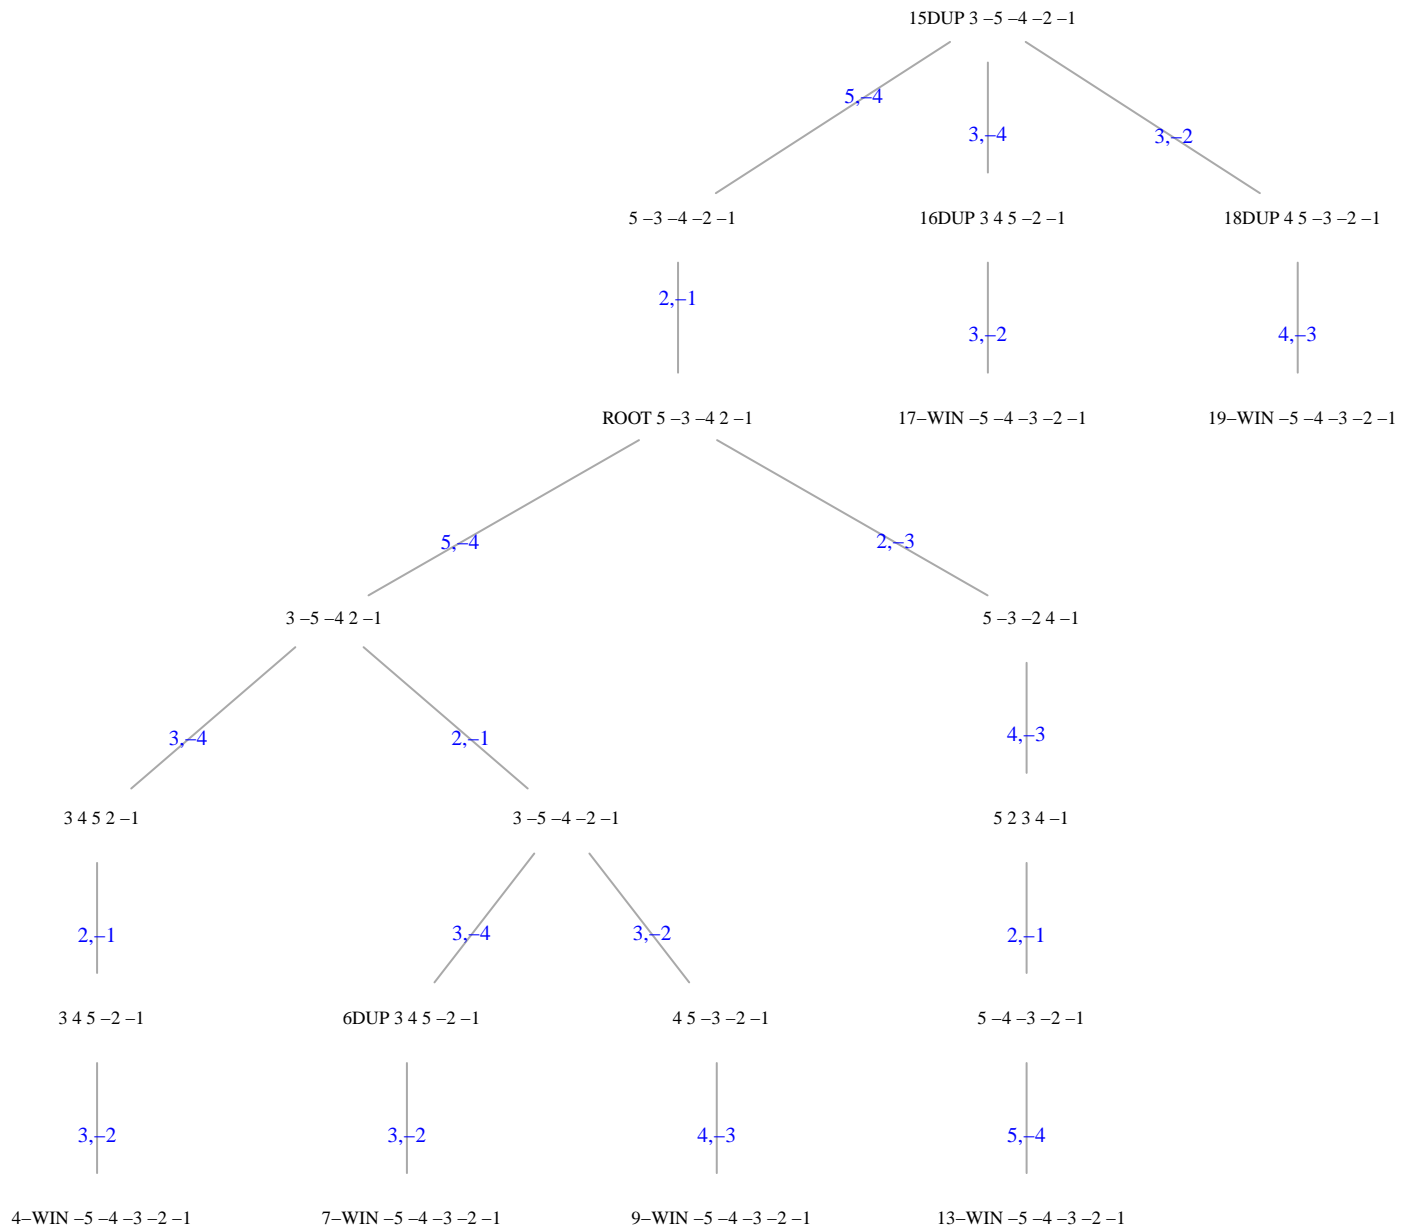 15DUP 3 –5 –4 –2 –1
5,–4
3,–4
3,–2
5 –3 –4 –2 –1
16DUP 3 4 5 –2 –1
18DUP 4 5 –3 –2 –1
2,–1
3,–2
4,–3
ROOT 5 –3 –4 2 –1
17–WIN –5 –4 –3 –2 –1
19–WIN –5 –4 –3 –2 –1
5,–4
2,–3
3 –5 –4 2 –1
5 –3 –2 4 –1
3,–4
2,–1
4,–3
3 4 5 2 –1
3 –5 –4 –2 –1
5 2 3 4 –1
2,–1
3,–4
3,–2
2,–1
3 4 5 –2 –1
6DUP 3 4 5 –2 –1
4 5 –3 –2 –1
5 –4 –3 –2 –1
3,–2
3,–2
4,–3
5,–4
4–WIN –5 –4 –3 –2 –1
7–WIN –5 –4 –3 –2 –1
9–WIN –5 –4 –3 –2 –1
13–WIN –5 –4 –3 –2 –1